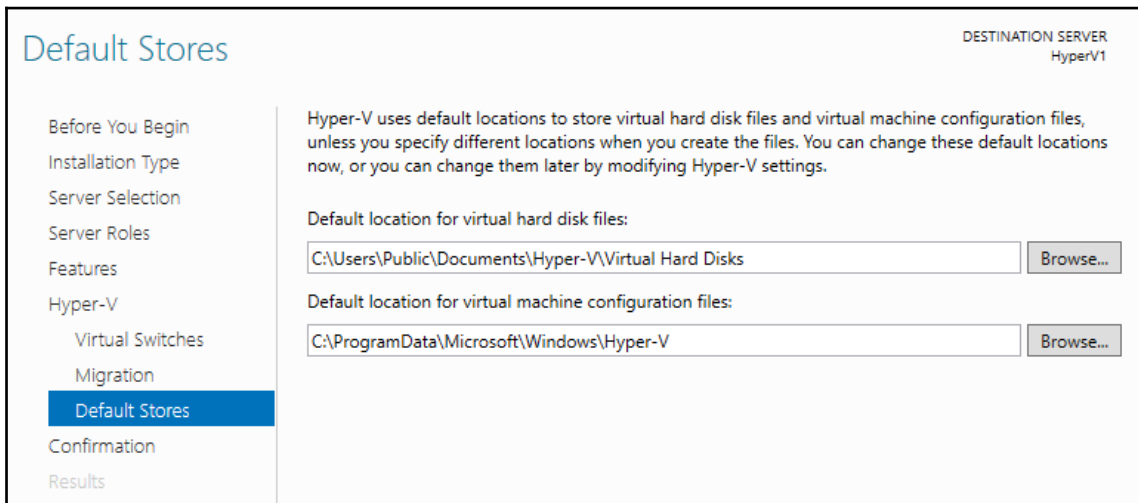 Default Stores
DESTINATION SERVER
HyperV1
Before You Begin
Installation Type
Server Selection
Server Roles
Features
Hyper-V
Virtual Switches
Migration
Default Stores
Confirmation
Results
Hyper-V uses default locations to store virtual hard disk files and virtual machine configuration files,
unless you specify different locations when you create the files. You can change these default locations
now, or you can change them later by modifying Hyper-V settings.
Default location for virtual hard disk files:
C:\Users\Public\Documents\Hyper-V\Virtual Hard Disks
Browse...
Default location for virtual machine configuration files:
C:\ProgramData\Microsoft\Windows\Hyper-V
Browse...